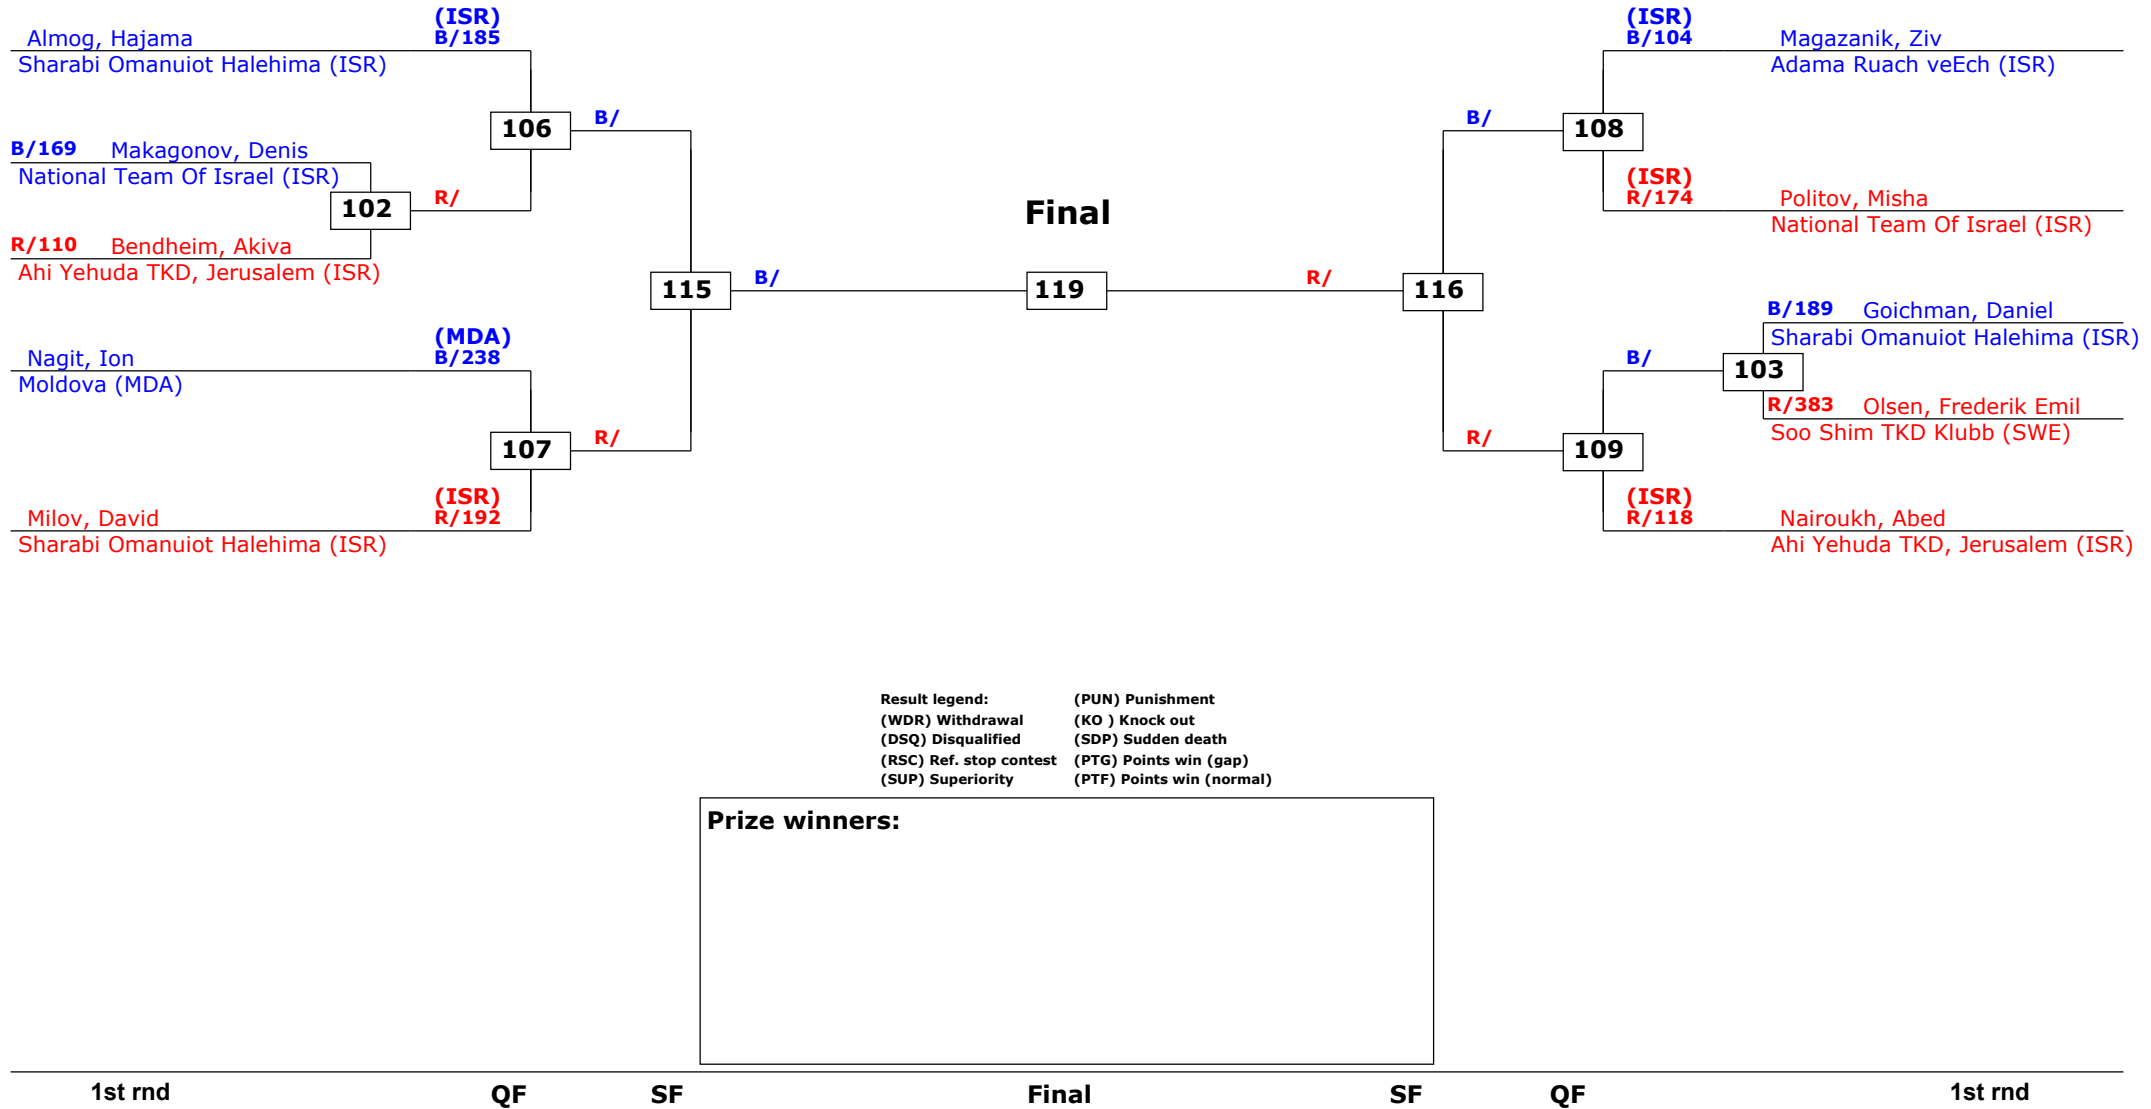 (ISR)
Almog, Hajama B/185
Sharabi Omanuiot Halehima (ISR)
106 B/
B/169 Makagonov, Denis
National Team Of Israel (ISR)
102 R/
R/110 Bendheim, Akiva
Ahi Yehuda TKD, Jerusalem (ISR)
115 B/
(MDA)
Nagit, Ion B/238
Moldova (MDA)
107 R/
(ISR)
Milov, David R/192
Sharabi Omanuiot Halehima (ISR)
Final
119
(ISR)
B/104 Magazanik, Ziv
Adama Ruach veEch (ISR)
B/ 108
(ISR)
R/174 Politov, Misha
National Team Of Israel (ISR)
R/ 116
B/189 Goichman, Daniel
Sharabi Omanuiot Halehima (ISR)
B/ 103
R/383 Olsen, Frederik Emil
Soo Shim TKD Klubb (SWE)
R/ 109
(ISR)
R/118 Nairoukh, Abed
Ahi Yehuda TKD, Jerusalem (ISR)
Result legend: (PUN) Punishment
(WDR) Withdrawal (KO ) Knock out
(DSQ) Disqualified (SDP) Sudden death
(RSC) Ref. stop contest (PTG) Points win (gap)
(SUP) Superiority (PTF) Points win (normal)
Prize winners:
1st rnd QF SF Final SF QF 1st rnd